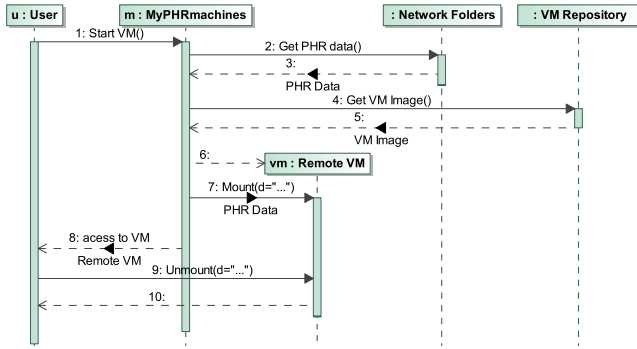 u : User
m : MyPHRmachines
: Network Folders
: VM Repository
1: Start VM()
2: Get PHR data()
3:
PHR Data
4: Get VM Image()
5:
VM Image
6:
vm : Remote VM
7: Mount(d="...")
PHR Data
8: acess to VM
Remote VM
9: Unmount(d="...")
10: